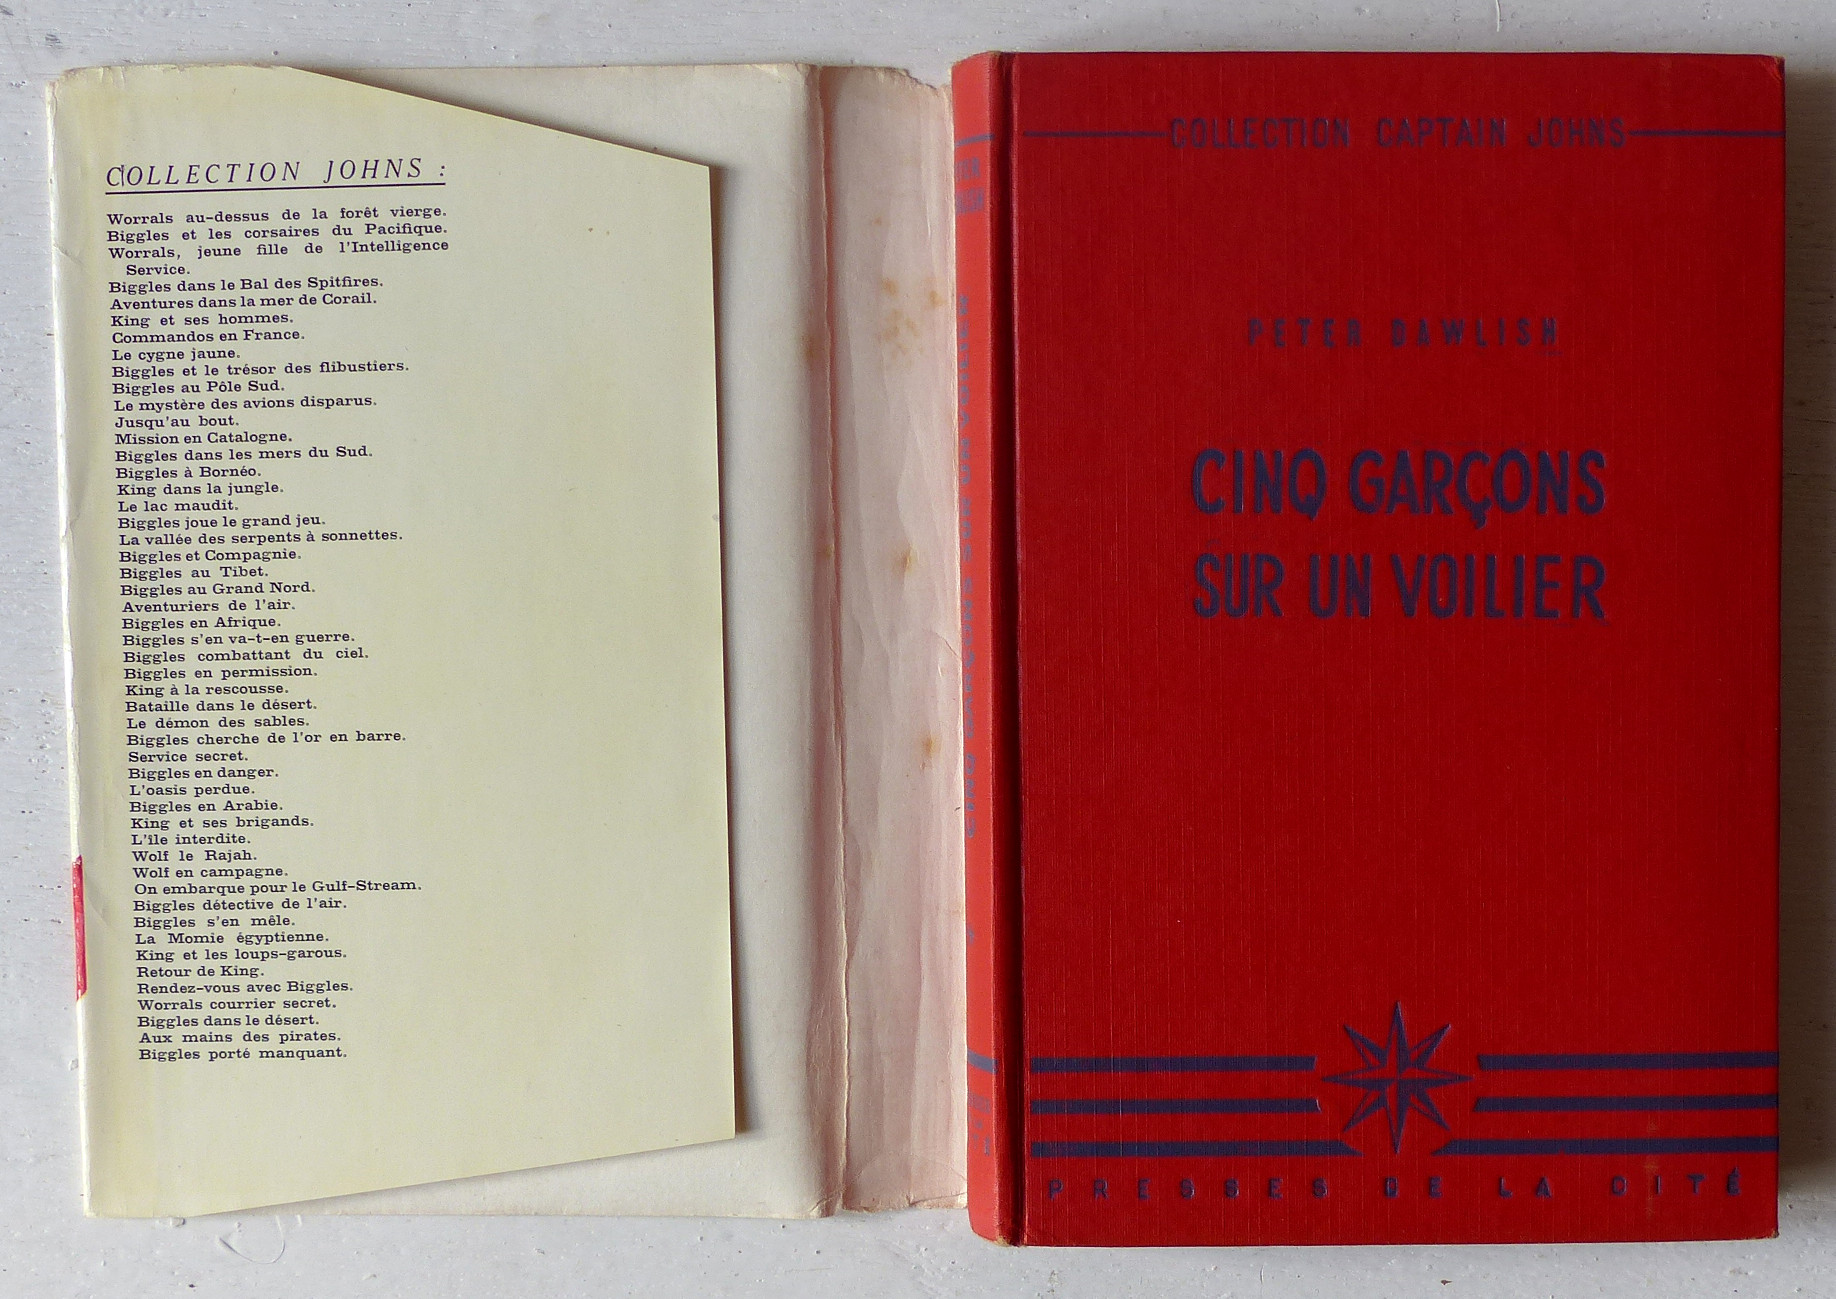 COLLECTION JOHNS :
Worrals au-dessus de la forêt vierge.
Biggles et les corsaires du Pacifique.
Worrals, jeune fille de l'Intelligence
Service.
Biggles dans le Bal des Spitfires.
Aventures dans la mer de Corail.
King et ses hommes.
Commandos en France.
Le cygne jaune.
Biggles et le trésor des flibustiers.
Biggles au Pôle Sud.
Le mystère des avions disparus.
Jusqu'au bout.
Mission en Catalogne.
Biggles dans les mers du Sud.
Biggles à Bornéo.
King dans la jungle.
Le lac maudit.
Biggles joue le grand jeu.
La vallée des serpents à sonnettes.
Biggles et Compagnie.
Biggles au Tibet.
Biggles au Grand Nord.
Aventuriers de l'air.
Biggles en Afrique.
Biggles s'en va-t-en guerre.
Biggles combattant du ciel.
Biggles en permission.
King à la rescousse.
Bataille dans le désert.
Le démon des sables.
Biggles cherche de l'or en barre.
Service secret.
Biggles en danger.
L'oasis perdue.
Biggles en Arabie.
King et ses brigands.
L'île interdite.
Wolf le Rajah.
Wolf en campagne.
On embarque pour le Gulf-Stream.
Biggles détective de l'air.
Biggles s'en mêle.
La Momie égyptienne.
King et les loups-garous.
Retour de King.
Rendez-vous avec Biggles.
Worrals courrier secret.
Biggles dans le désert.
Aux mains des pirates.
Biggles porté manquant.
CINQ GARÇONS SUR UN VOILIER
COLLECTION CAPTAIN JOHNS
PETER DAWLISH
CINQ GARÇONS
SUR UN VOILIER
PRESSES DE LA CITÉ